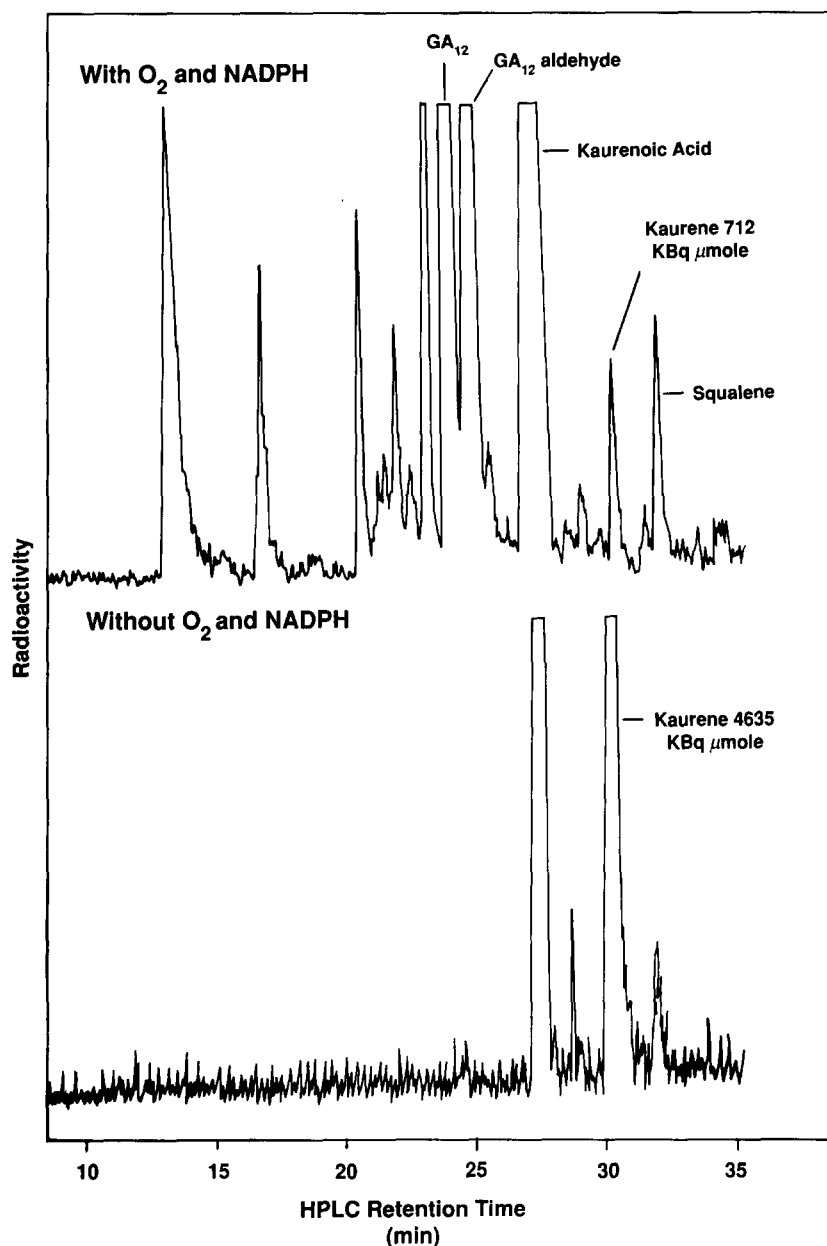 With O₂ and NADPH
GA₁₂
GA₁₂ aldehyde
Kaurenoic Acid
Kaurene 712
KBq μmole
Squalene
Without O₂ and NADPH
Kaurene 4635
KBq μmole
Radioactivity
10 15 20 25 30 35
HPLC Retention Time
(min)